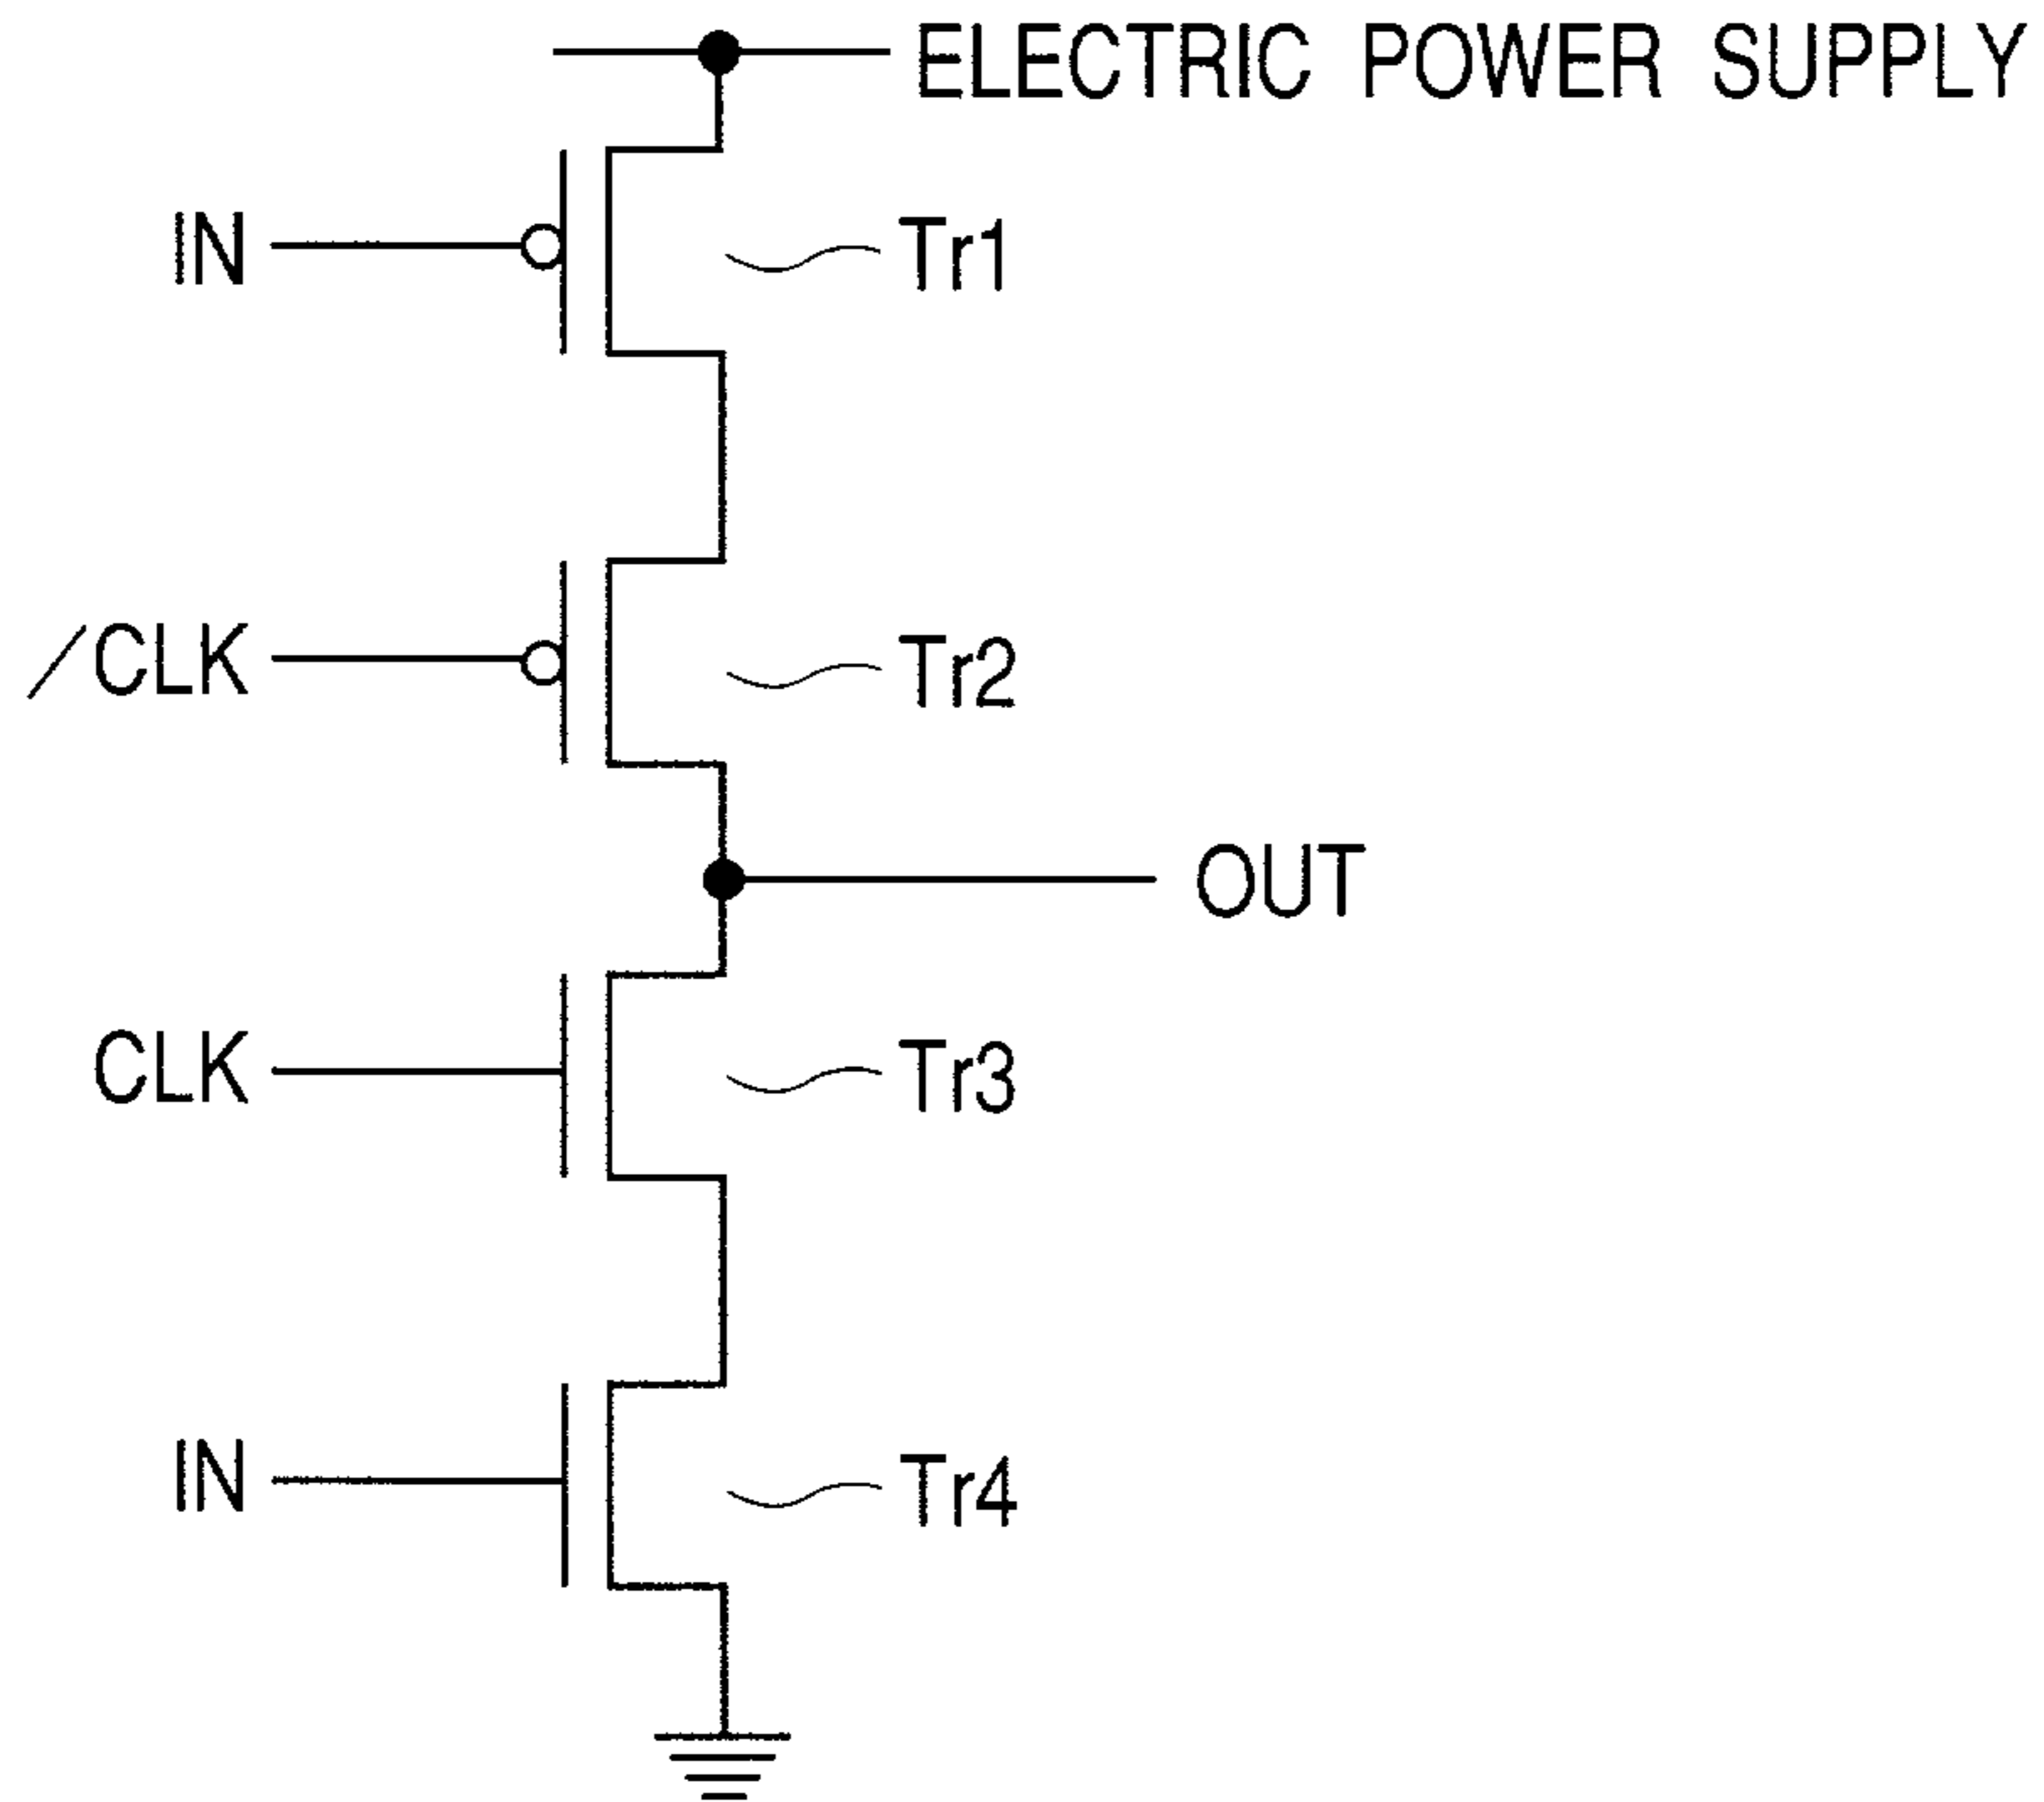 ELECTRIC POWER SUPPLY
IN
Tr1
/CLK
Tr2
OUT
CLK
Tr3
IN
Tr4